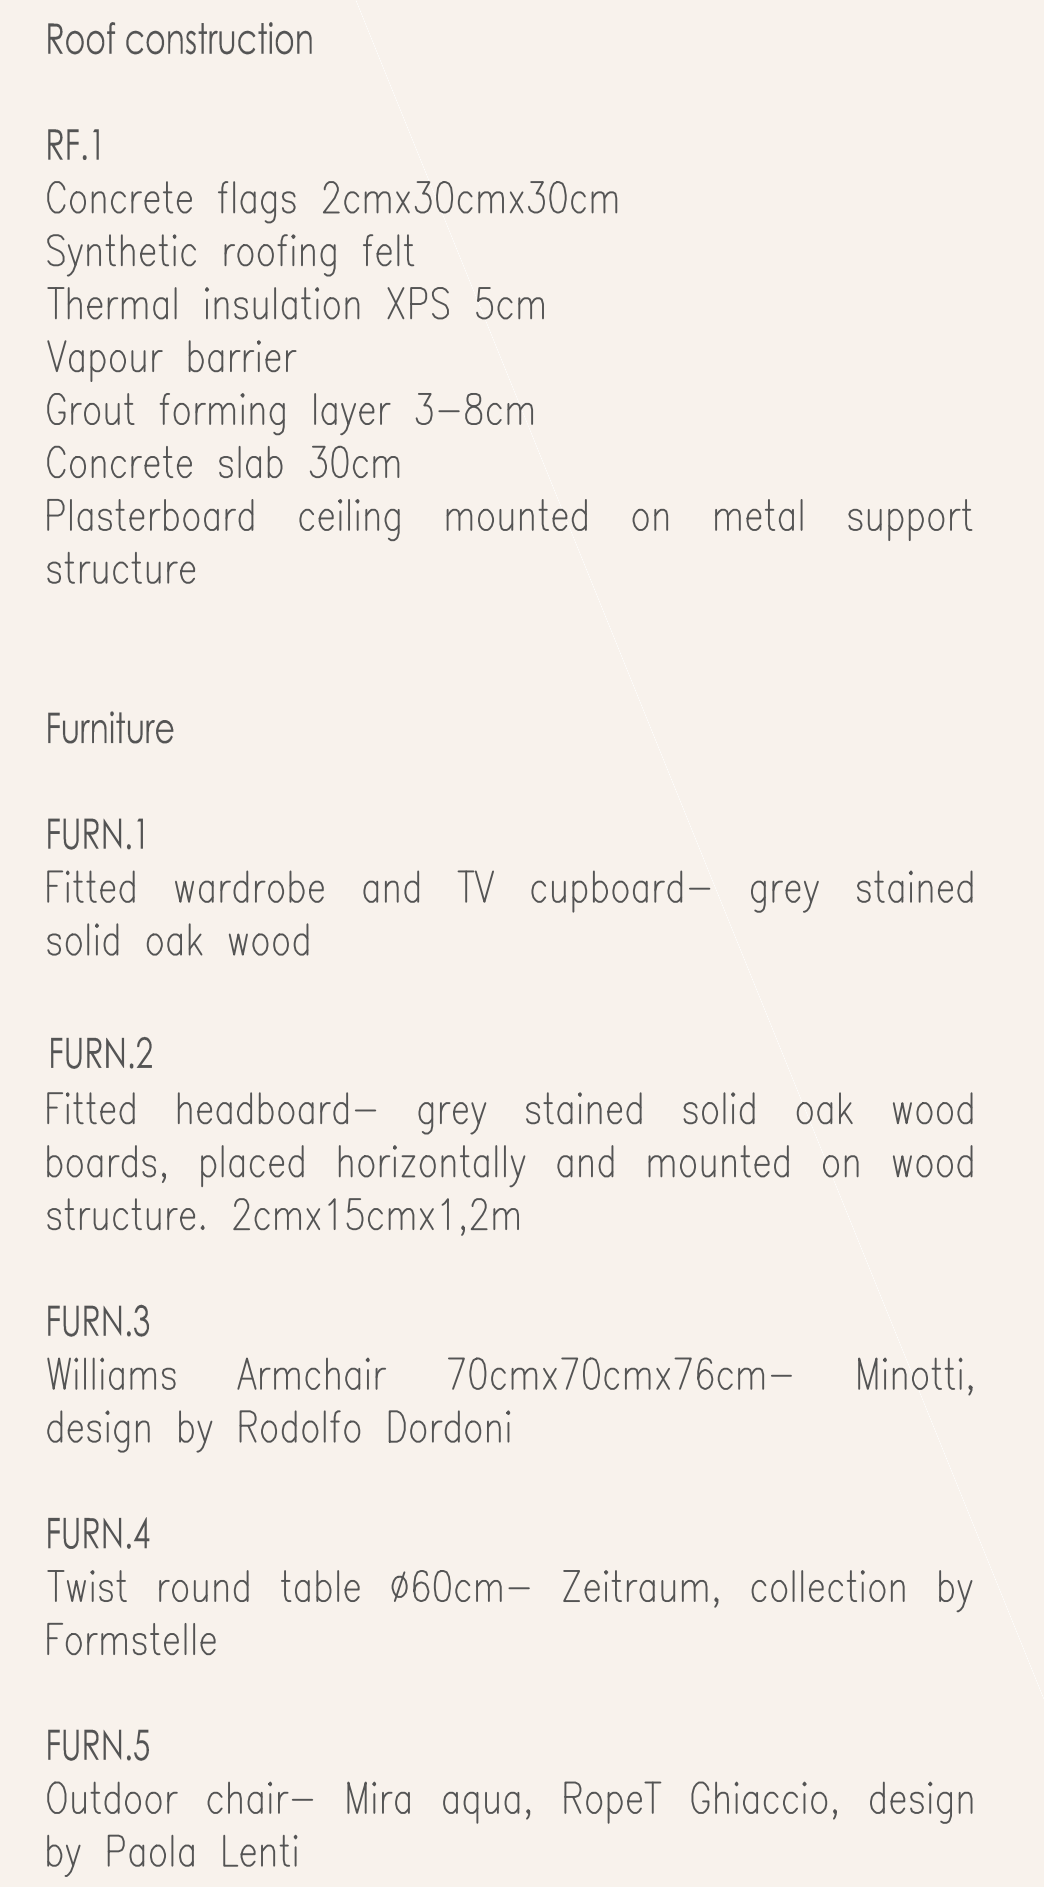 Roof construction
RF.1
Concrete flags 2cmx30cmx30cm
Synthetic roofing felt
Thermal insulation XPS 5cm
Vapour barrier
Grout forming layer 3–8cm
Concrete slab 30cm
Plasterboard ceiling mounted on metal support
structure
Furniture
FURN.1
Fitted wardrobe and TV cupboard– grey stained
solid oak wood
FURN.2
Fitted headboard– grey stained solid oak wood
boards, placed horizontally and mounted on wood
structure. 2cmx15cmx1,2m
FURN.3
Williams Armchair 70cmx70cmx76cm– Minotti,
design by Rodolfo Dordoni
FURN.4
Twist round table ø60cm– Zeitraum, collection by
Formstelle
FURN.5
Outdoor chair– Mira aqua, RopeT Ghiaccio, design
by Paola Lenti